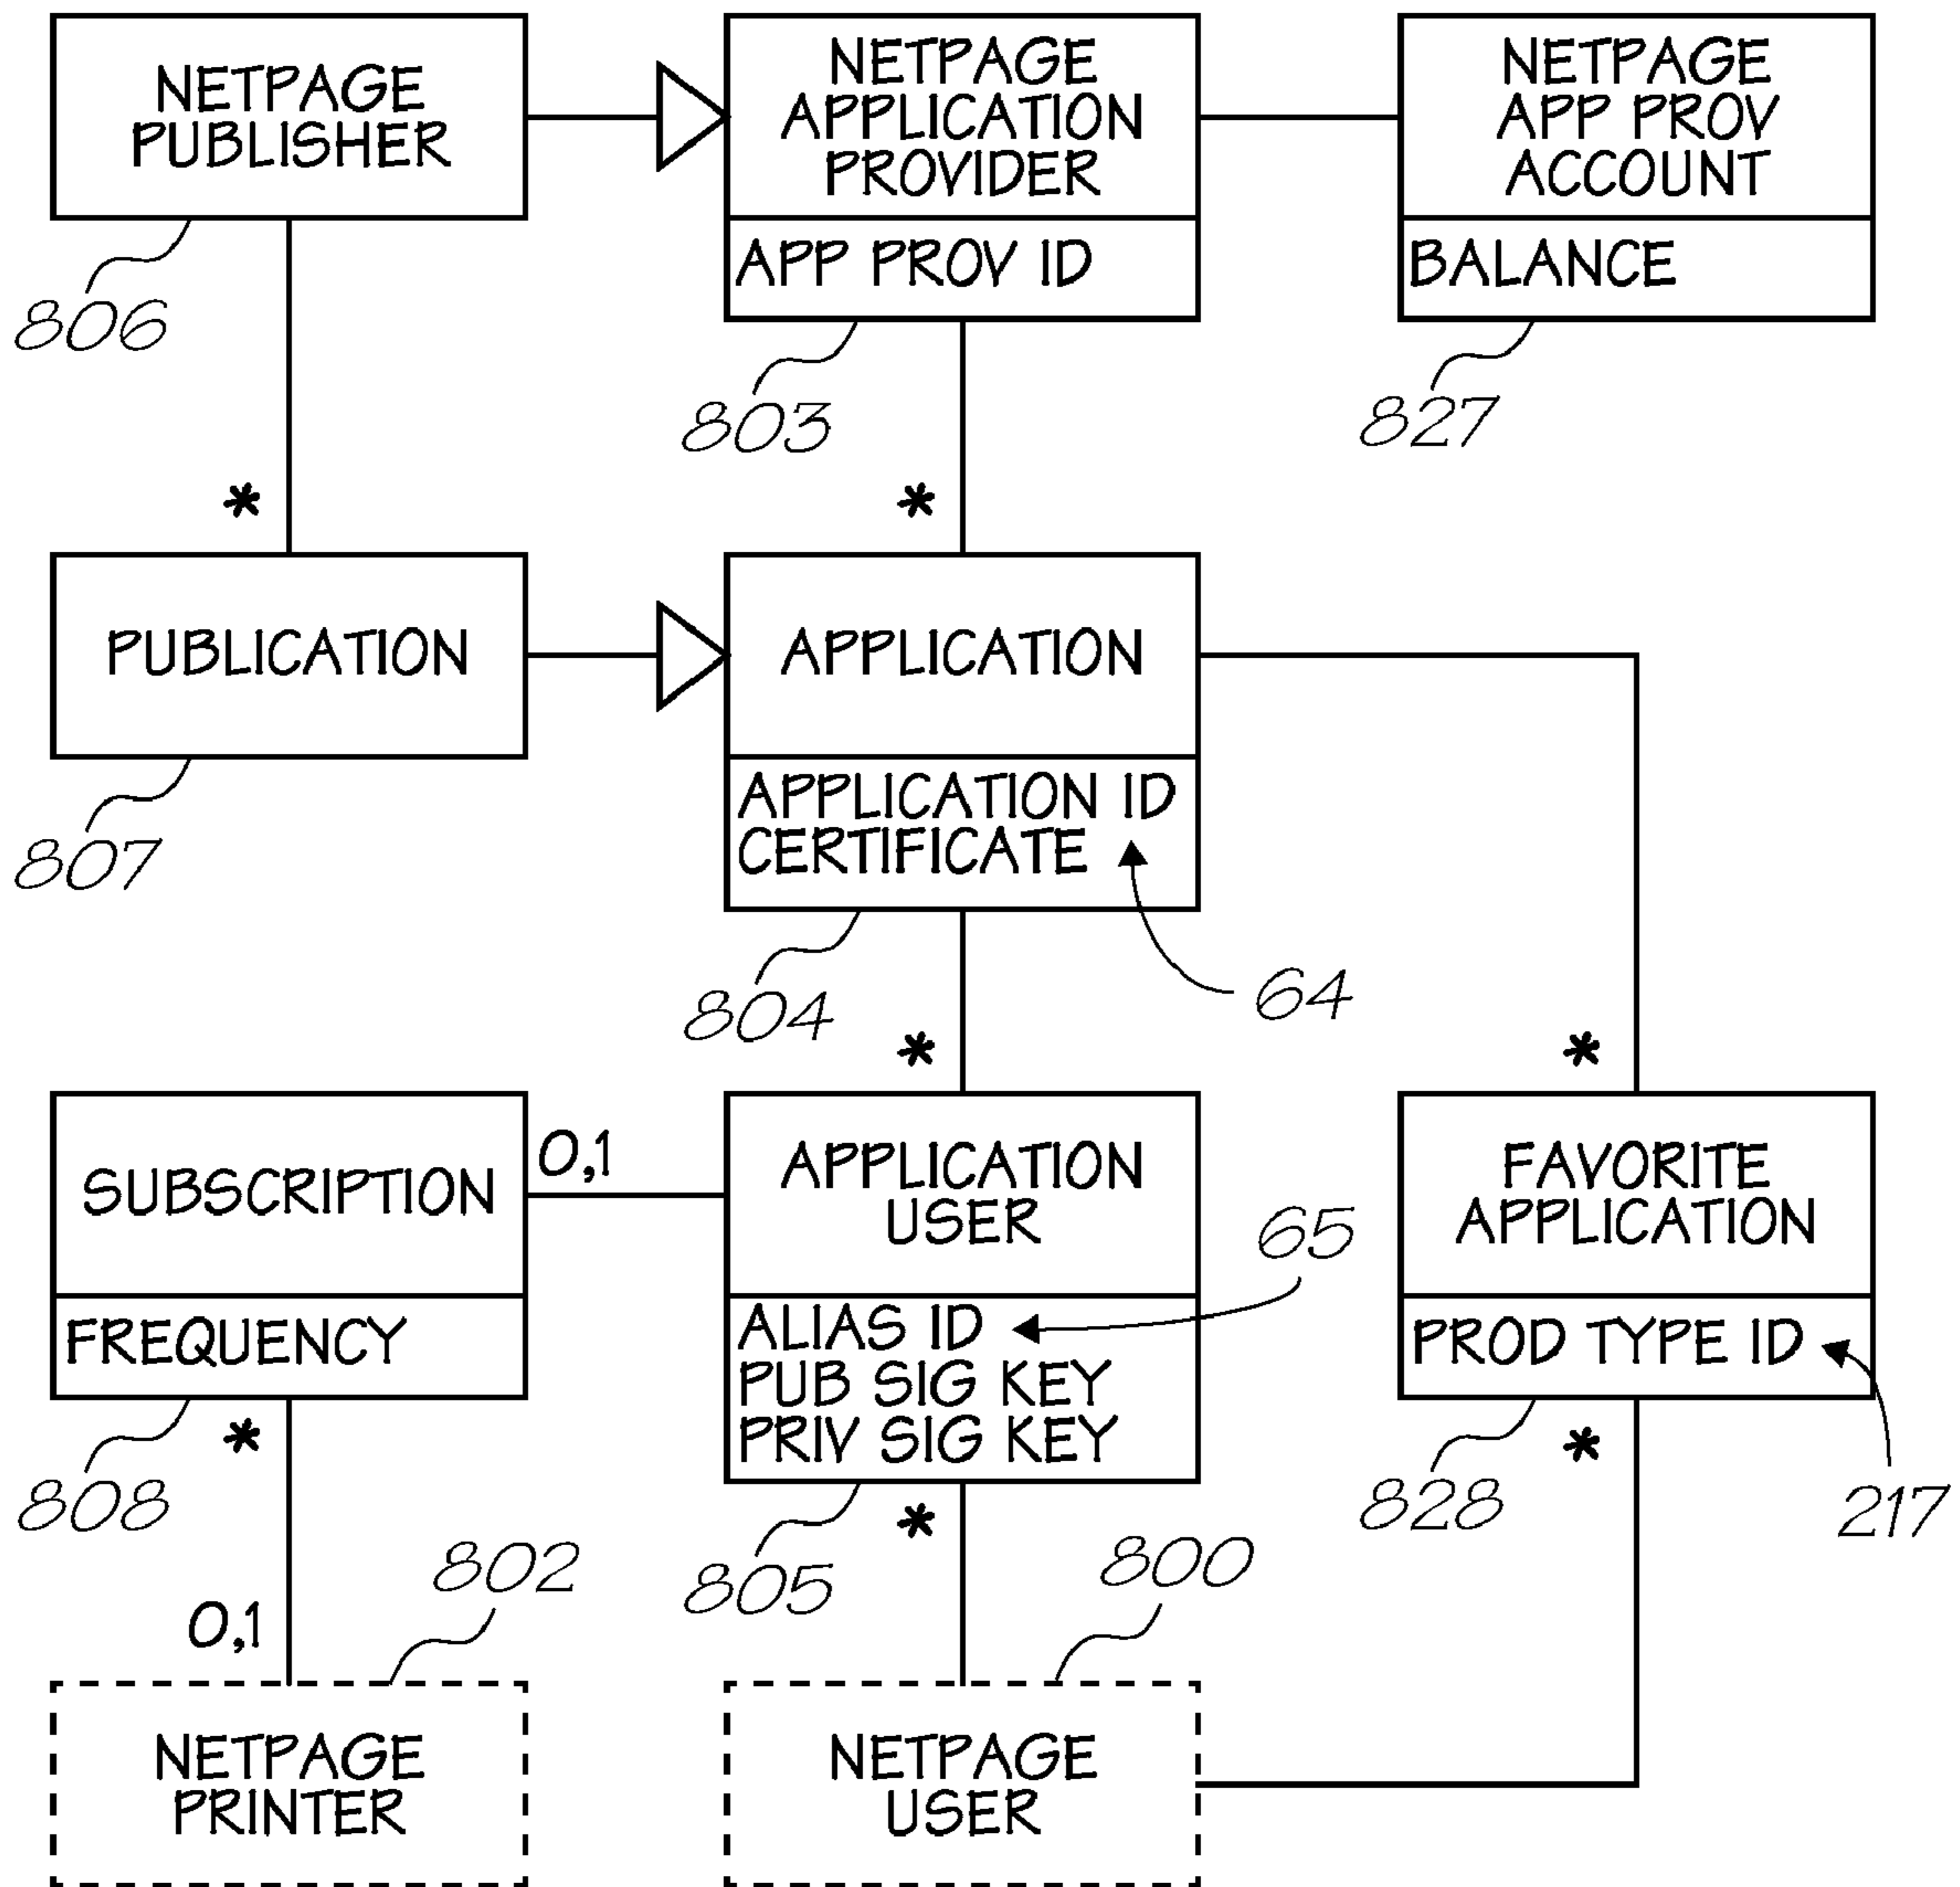 NETPAGE
PUBLISHER
NETPAGE
APPLICATION
PROVIDER
APP PROV ID
NETPAGE
APP PROV
ACCOUNT
BALANCE
806
803
827
*
*
PUBLICATION
APPLICATION
APPLICATION ID
CERTIFICATE
807
804
64
*
*
SUBSCRIPTION
FREQUENCY
0,1
APPLICATION
USER
65
ALIAS ID
PUB SIG KEY
PRIV SIG KEY
FAVORITE
APPLICATION
PROD TYPE ID
*
*
*
808
802
805
800
828
217
0,1
NETPAGE
PRINTER
NETPAGE
USER